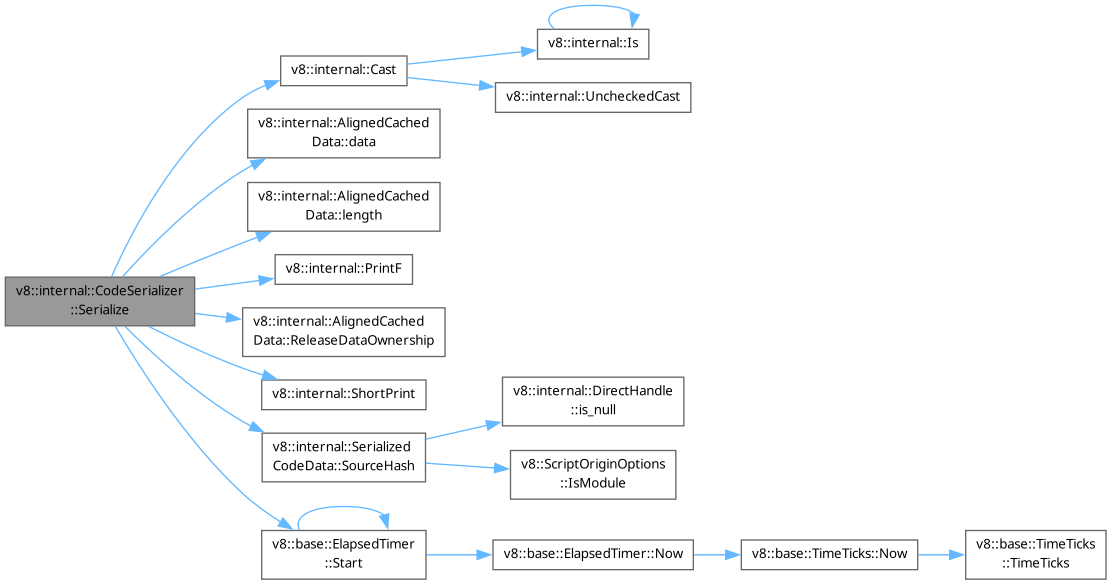 v8::internal::Is
v8::internal::Cast
v8::internal::UncheckedCast
v8::internal::AlignedCached
Data::data
v8::internal::AlignedCached
Data::length
v8::internal::PrintF
v8::internal::CodeSerializer
::Serialize
v8::internal::AlignedCached
Data::ReleaseDataOwnership
v8::internal::ShortPrint
v8::internal::DirectHandle
::is_null
v8::internal::Serialized
CodeData::SourceHash
v8::ScriptOriginOptions
::IsModule
v8::base::ElapsedTimer
::Start
v8::base::ElapsedTimer::Now
v8::base::TimeTicks::Now
v8::base::TimeTicks
::TimeTicks